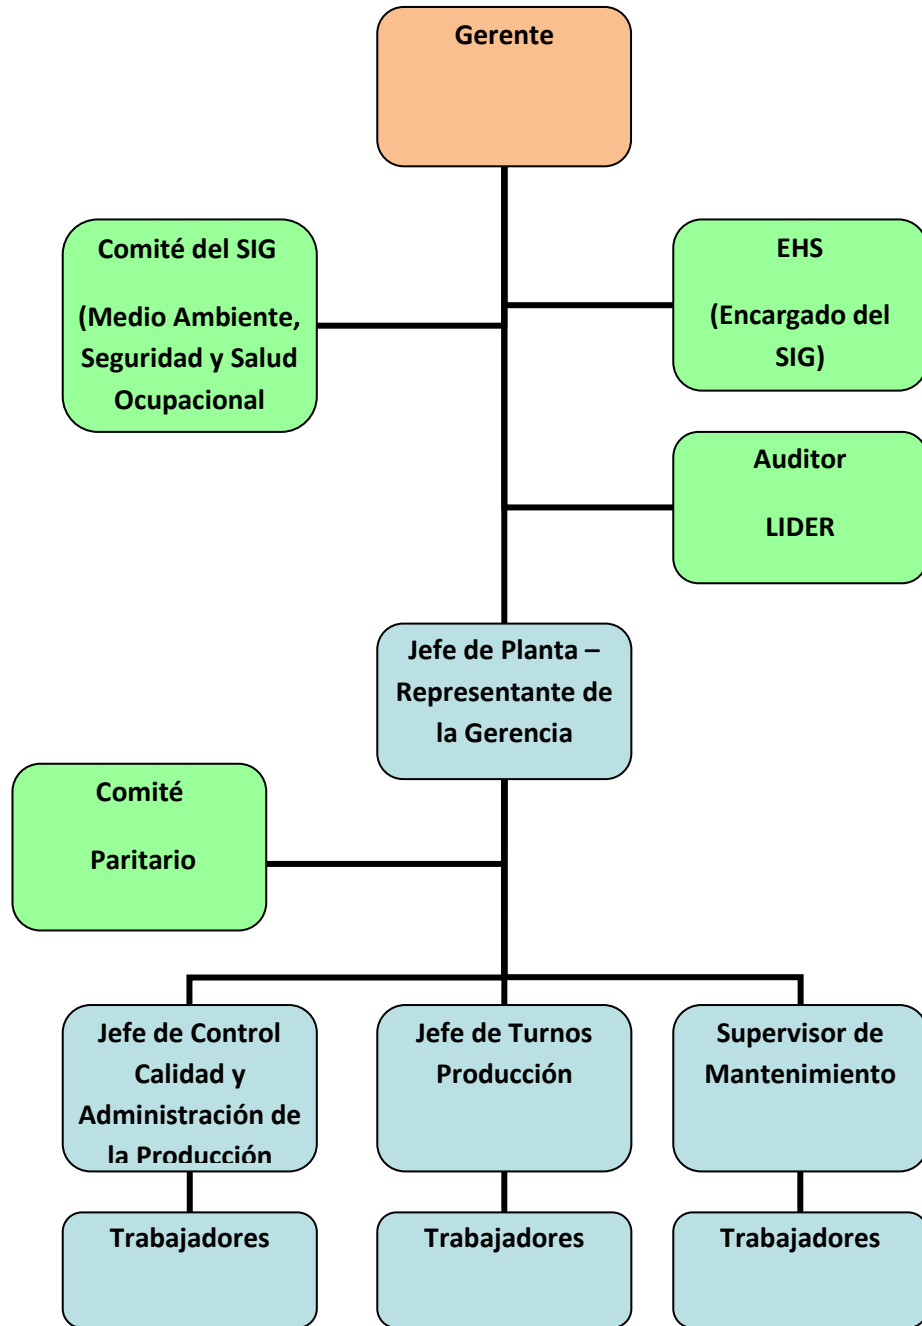 Gerente
Comité del SIG
(Medio Ambiente,
Seguridad y Salud
Ocupacional
EHS
(Encargado del
SIG)
Auditor
LIDER
Jefe de Planta –
Representante de
la Gerencia
Comité
Paritario
Jefe de Control
Calidad y
Administración de
la Producción
Jefe de Turnos
Producción
Supervisor de
Mantenimiento
Trabajadores
Trabajadores
Trabajadores